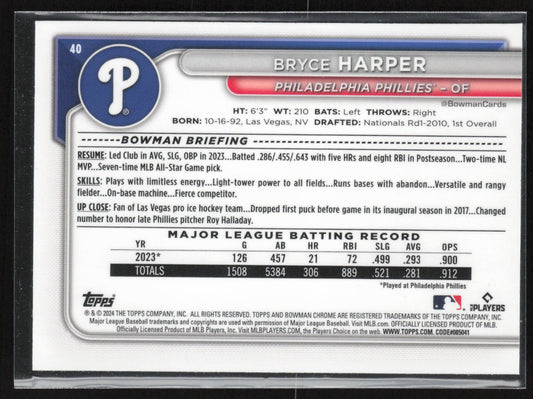 40
P
BRYCE HARPER
PHILADELPHIA PHILLIES™ – OF
@BowmanCards
HT: 6'3" WT: 210 BATS: Left THROWS: Right
BORN: 10-16-92, Las Vegas, NV DRAFTED: Nationals Rd1-2010, 1st Overall
BOWMAN BRIEFING
RESUME: Led Club in AVG, SLG, OBP in 2023...Batted .286/.455/.643 with five HRs and eight RBI in Postseason...Two-time NL
MVP...Seven-time MLB All-Star Game pick.
SKILLS: Plays with limitless energy...Light-tower power to all fields...Runs bases with abandon...Versatile and rangy
fielder...On-base machine...Fierce competitor.
UP CLOSE: Fan of Las Vegas pro ice hockey team...Dropped first puck before game in its inaugural season in 2017...Changed
number to honor late Phillies pitcher Roy Halladay.
MAJOR LEAGUE BATTING RECORD
YR G AB HR RBI SLG AVG OPS
2023* 126 457 21 72 .499 .293 .900
TOTALS 1508 5384 306 889 .521 .281 .912
*Played at Philadelphia Phillies
Topps
PLAYERS
® & © 2024 THE TOPPS COMPANY, INC. ALL RIGHTS RESERVED. TOPPS AND BOWMAN CHROME ARE REGISTERED TRADEMARKS OF THE TOPPS COMPANY, INC.
Major League Baseball trademarks and copyrights are used with permission of Major League Baseball. Visit MLB.com. OFFICIALLY LICENSED PRODUCT OF MLB.
Officially Licensed Product of MLB Players, Inc. Visit MLBPLAYERS.com, the Players Choice on the web. WWW.TOPPS.COM. CODE#085041